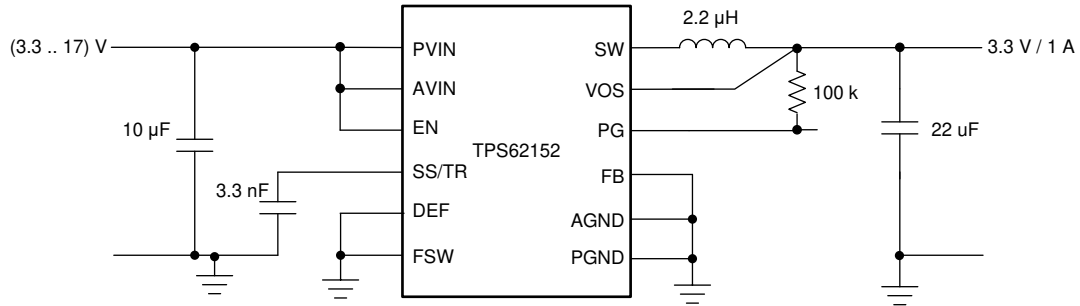 2.2 µH
(3.3 .. 17) V
PVIN
SW
3.3 V / 1 A
AVIN
VOS
100 k
10 µF
EN
PG
22 uF
TPS62152
3.3 nF
SS/TR
FB
DEF
AGND
FSW
PGND